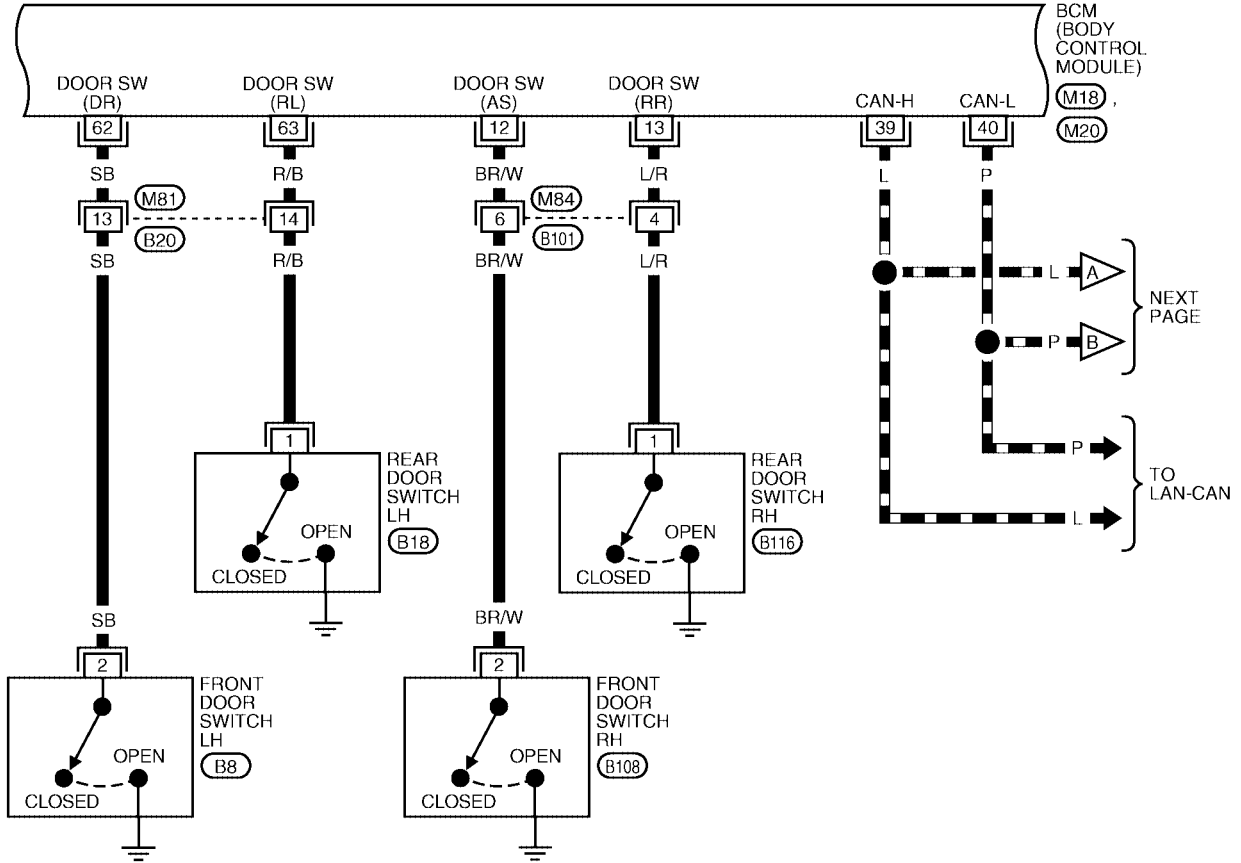 BCM
(BODY
CONTROL
MODULE)
M18 ,
M20
DOOR SW
(DR)
DOOR SW
(RL)
DOOR SW
(AS)
DOOR SW
(RR)
CAN-H
CAN-L
62
63
12
13
39
40
SB
R/B
BR/W
L/R
L
P
13
M81
B20
14
6
M84
B101
4
SB
R/B
BR/W
L/R
L
A
P
B
NEXT
PAGE
P
L
TO
LAN-CAN
1
REAR
DOOR
SWITCH
LH
B18
OPEN
CLOSED
1
REAR
DOOR
SWITCH
RH
B116
OPEN
CLOSED
SB
BR/W
2
FRONT
DOOR
SWITCH
LH
B8
OPEN
CLOSED
2
FRONT
DOOR
SWITCH
RH
B108
OPEN
CLOSED